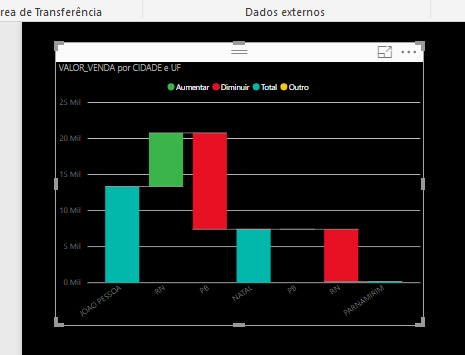 rea de Transferência
Dados externos
VALOR_VENDA por CIDADE e UF
Aumentar Diminuir Total Outro
25 Mil
20 Mil
15 Mil
10 Mil
5 Mil
0 Mil
JOAO PESSOA RN PB NATAL PB RN PARNAMIRIM